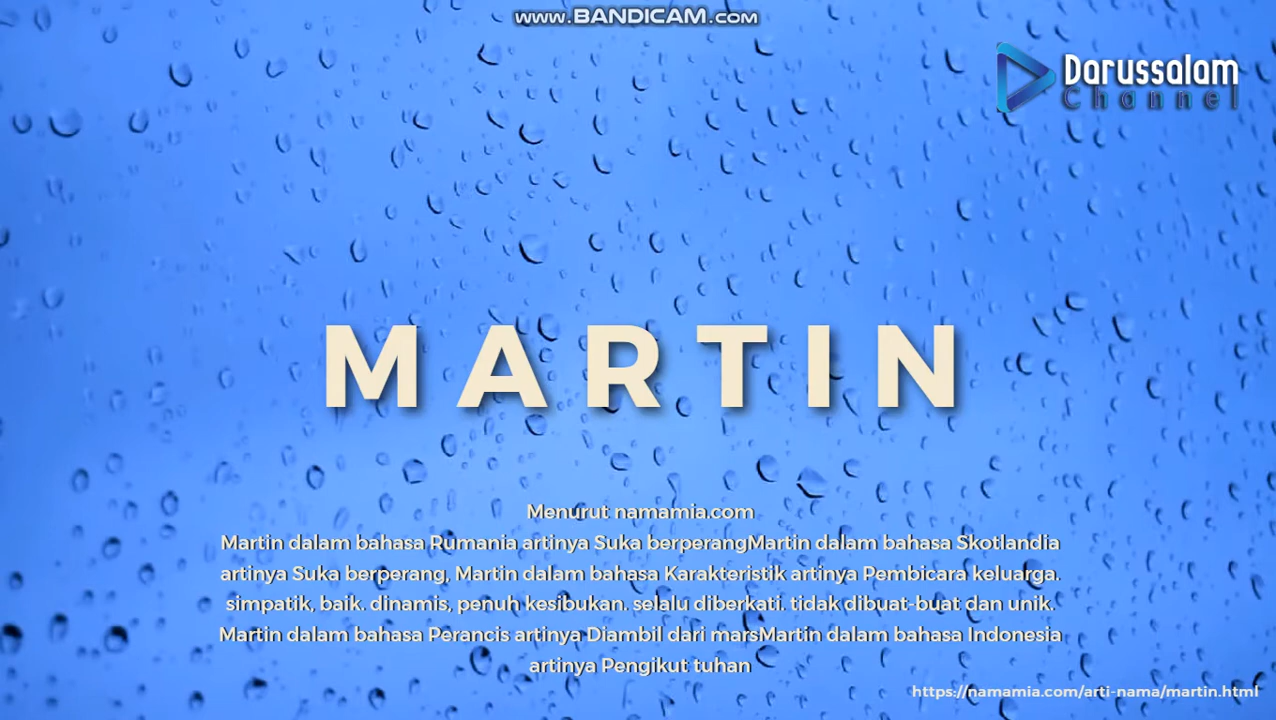 www.BANDICAM.com
Darussalam
Channel
MARTIN
Menurut namamia.com
Martin dalam bahasa Rumania artinya Suka berperangMartin dalam bahasa Skotlandia
artinya Suka berperang, Martin dalam bahasa Karakteristik artinya Pembicara keluarga.
simpatik, baik. dinamis, penuh kesibukan. selalu diberkati. tidak dibuat-buat dan unik.
Martin dalam bahasa Perancis artinya Diambil dari marsMartin dalam bahasa Indonesia
artinya Pengikut tuhan
https://namamia.com/arti-nama/martin.html